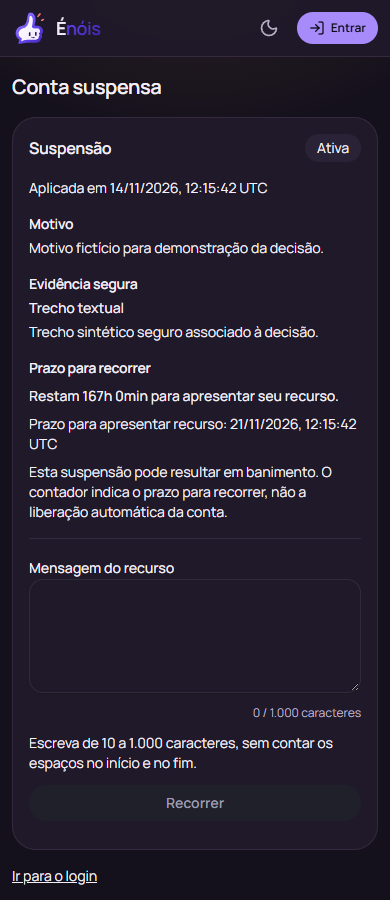 Énóis
Entrar
Conta suspensa
Suspensão
Ativa
Aplicada em 14/11/2026, 12:15:42 UTC
Motivo
Motivo fictício para demonstração da decisão.
Evidência segura
Trecho textual
Trecho sintético seguro associado à decisão.
Prazo para recorrer
Restam 167h 0min para apresentar seu recurso.
Prazo para apresentar recurso: 21/11/2026, 12:15:42
UTC
Esta suspensão pode resultar em banimento. O
contador indica o prazo para recorrer, não a
liberação automática da conta.
Mensagem do recurso
0 / 1.000 caracteres
Escreva de 10 a 1.000 caracteres, sem contar os
espaços no início e no fim.
Recorrer
Ir para o login